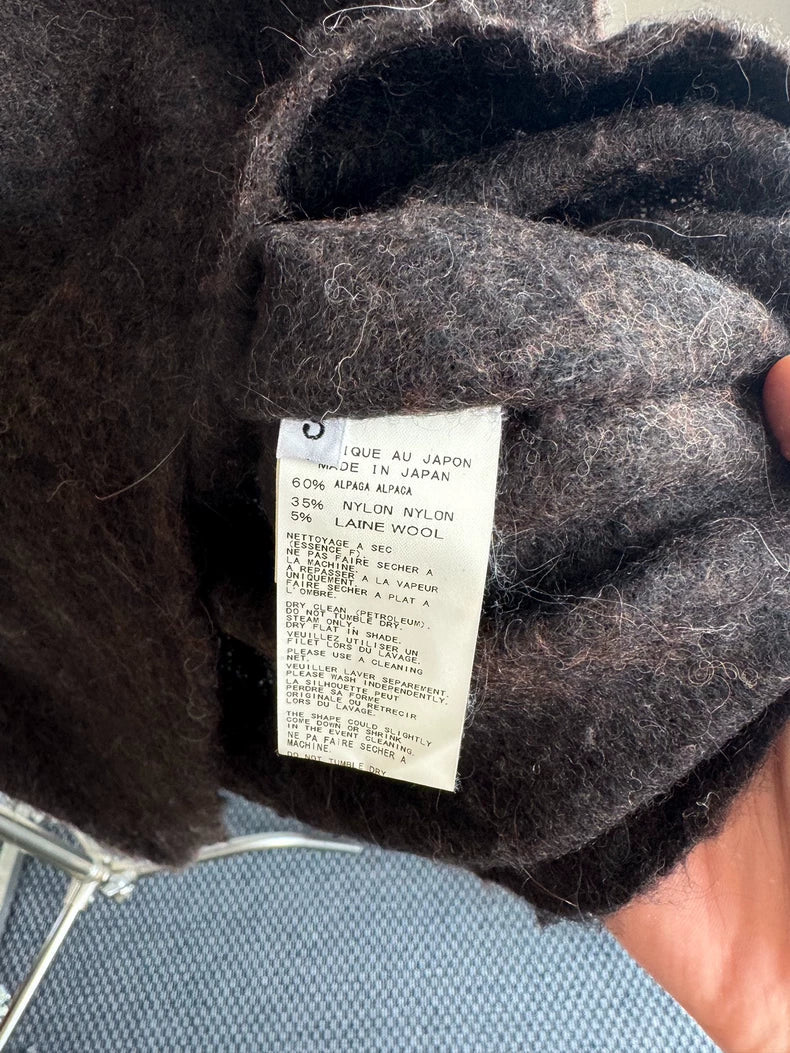 S
IQUE AU JAPON
MADE IN JAPAN
60% ALPAGA ALPACA
35% NYLON NYLON
5% LAINE WOOL
NETTOYAGE A SEC
(ESSENCE F).
NE PAS FAIRE SECHER A
LA MACHINE.
A REPASSER A LA VAPEUR
UNIQUEMENT.
FAIRE SECHER A PLAT A
L'OMBRE.
DRY CLEAN (PETROLEUM).
DO NOT TUMBLE DRY.
STEAM ONLY.
DRY FLAT IN SHADE.
VEUILLEZ UTILISER UN
FILET LORS DU LAVAGE.
PLEASE USE A CLEANING
NET.
VEUILLER LAVER SEPAREMENT.
PLEASE WASH INDEPENDENTLY.
LA SILHOUETTE PEUT
PERDRE SA FORME
ORIGINALE OU RETRECIR
LORS DU LAVAGE.
THE SHAPE COULD SLIGHTLY
COME DOWN OR SHRINK
IN THE EVENT CLEANING.
NE PA FAIRE SECHER A
MACHINE.
DO NOT TUMBLE DRY